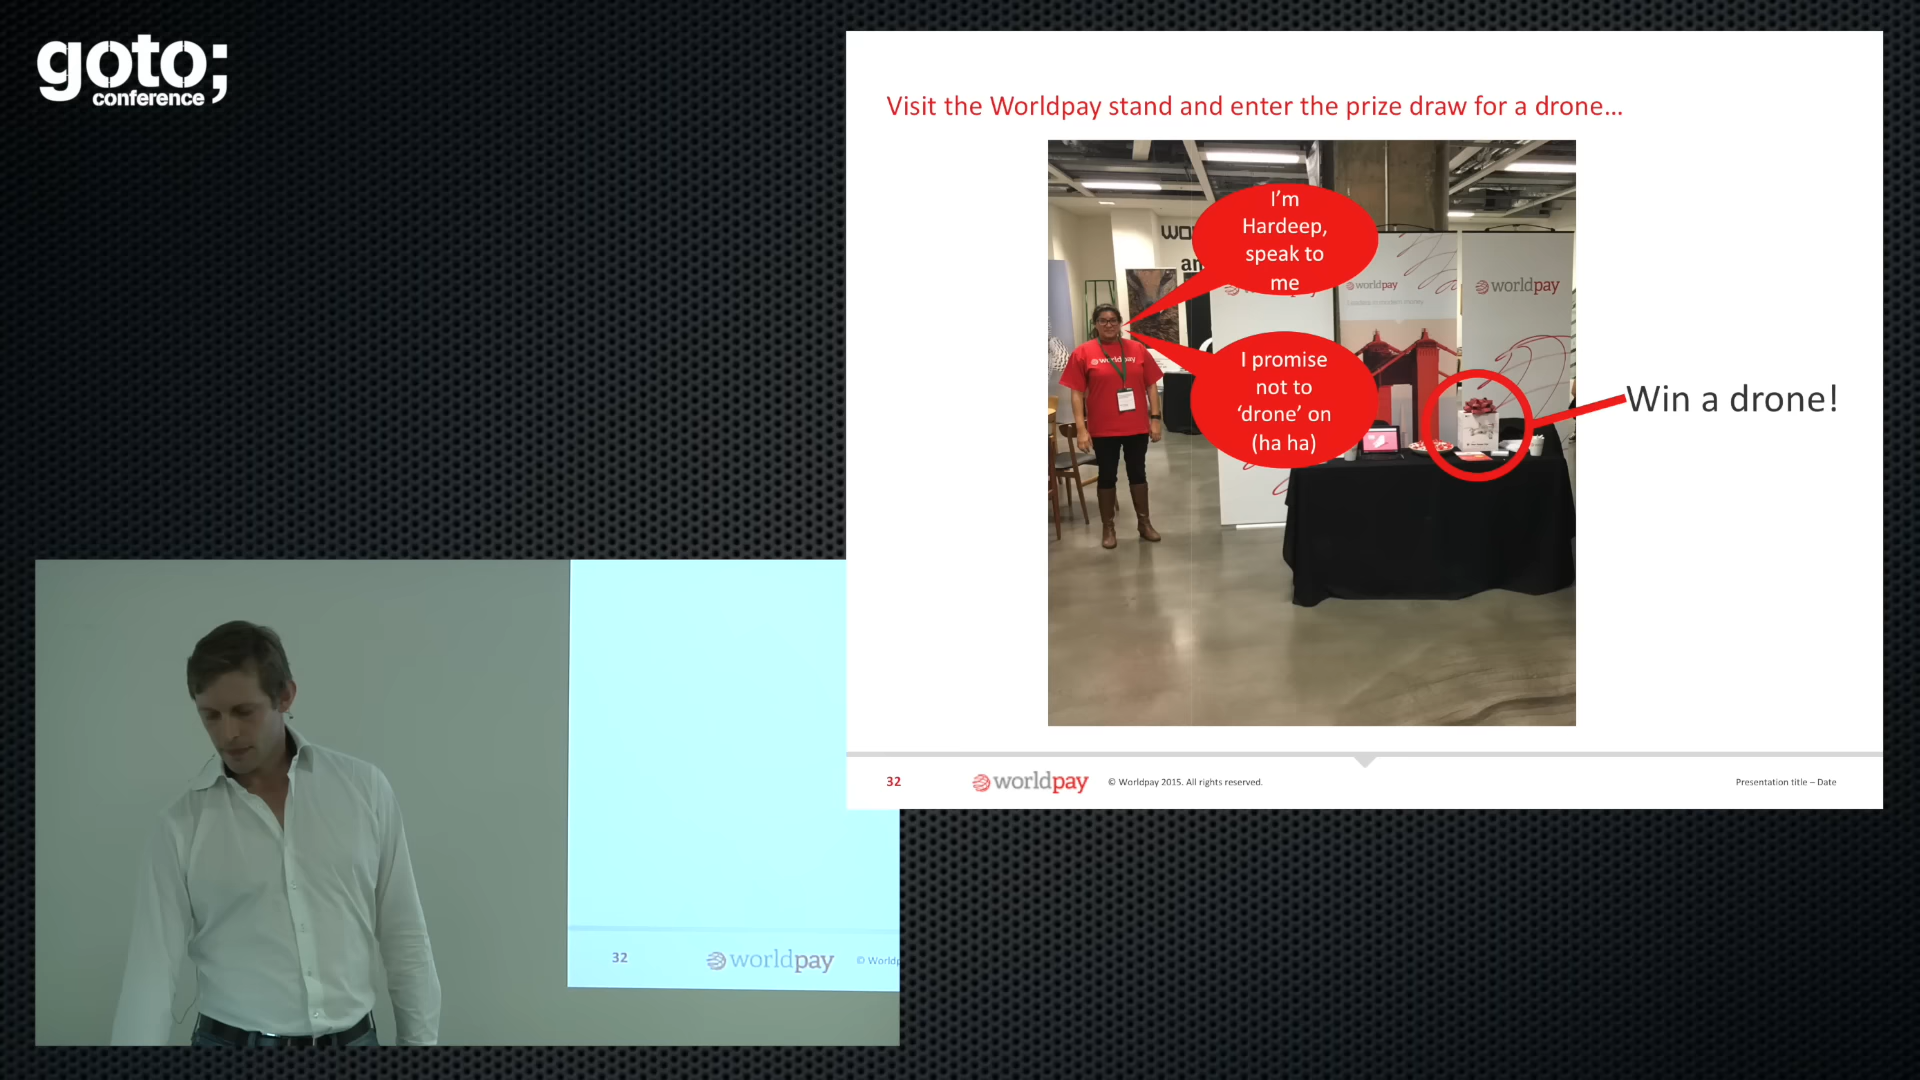 goto;
conference
Visit the Worldpay stand and enter the prize draw for a drone...
I'm
Hardeep,
speak to
me
I promise
not to
'drone' on
(ha ha)
Win a drone!
worldpay
worldpay
worldpay
32
worldpay
© Worldpay 2015. All rights reserved.
Presentation title – Date
32
worldpay